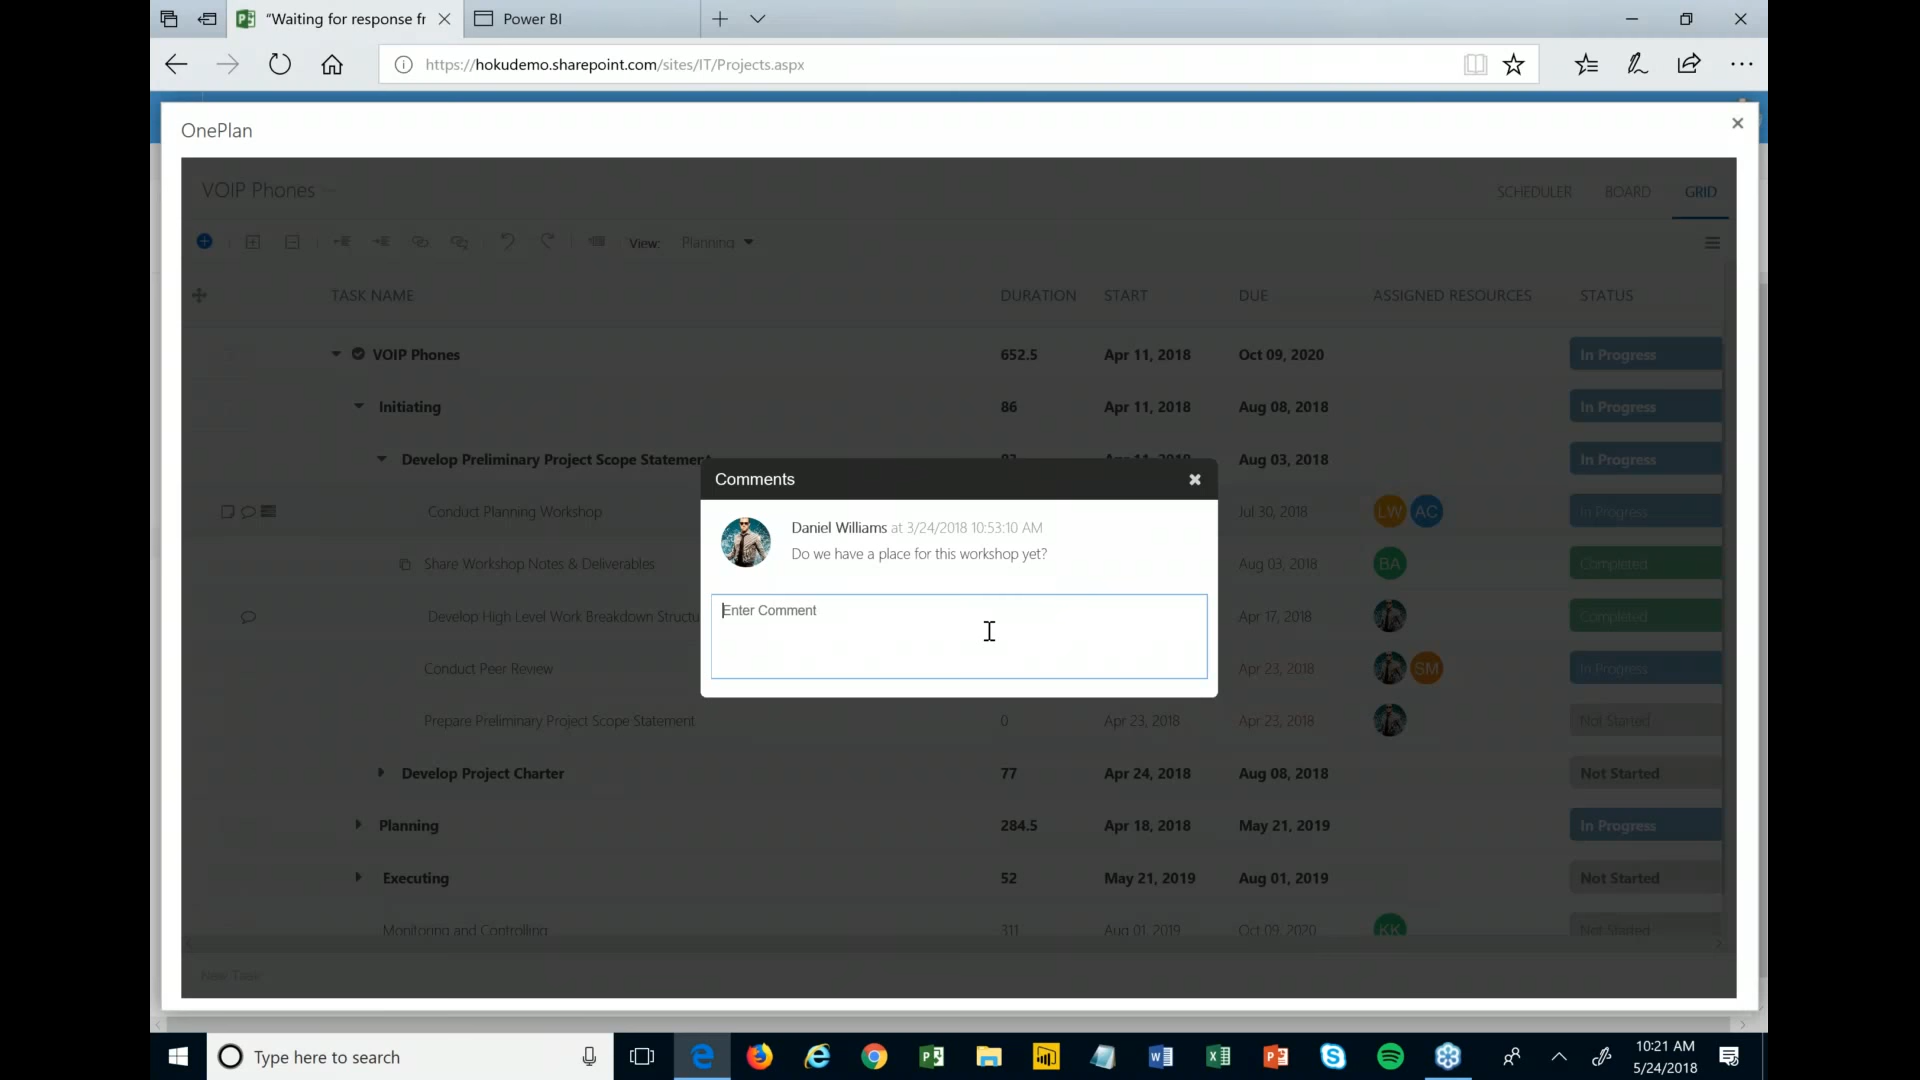 "Waiting for response fr
Power BI
https://hokudemo.sharepoint.com/sites/IT/Projects.aspx
OnePlan
VOIP Phones
SCHEDULER BOARD GRID
View: Planning
TASK NAME DURATION START DUE ASSIGNED RESOURCES STATUS
VOIP Phones 652.5 Apr 11, 2018 Oct 09, 2020 In Progress
Initiating 86 Apr 11, 2018 Aug 08, 2018 In Progress
Develop Preliminary Project Scope Statement Aug 03, 2018 In Progress
Comments
Conduct Planning Workshop Jul 30, 2018 LW AC In Progress
Daniel Williams at 3/24/2018 10:53:10 AM
Do we have a place for this workshop yet?
Share Workshop Notes & Deliverables Aug 03, 2018 BA Completed
Enter Comment
Develop High Level Work Breakdown Structu Apr 17, 2018 Completed
Conduct Peer Review Apr 23, 2018 SM In Progress
Prepare Preliminary Project Scope Statement 0 Apr 23, 2018 Apr 23, 2018 Not Started
Develop Project Charter 77 Apr 24, 2018 Aug 08, 2018 Not Started
Planning 284.5 Apr 18, 2018 May 21, 2019 In Progress
Executing 52 May 21, 2019 Aug 01, 2019 Not Started
Monitoring and Controlling 311 Aug 01, 2019 Oct 09, 2020 KK Not Started
New Task
Type here to search
10:21 AM
5/24/2018